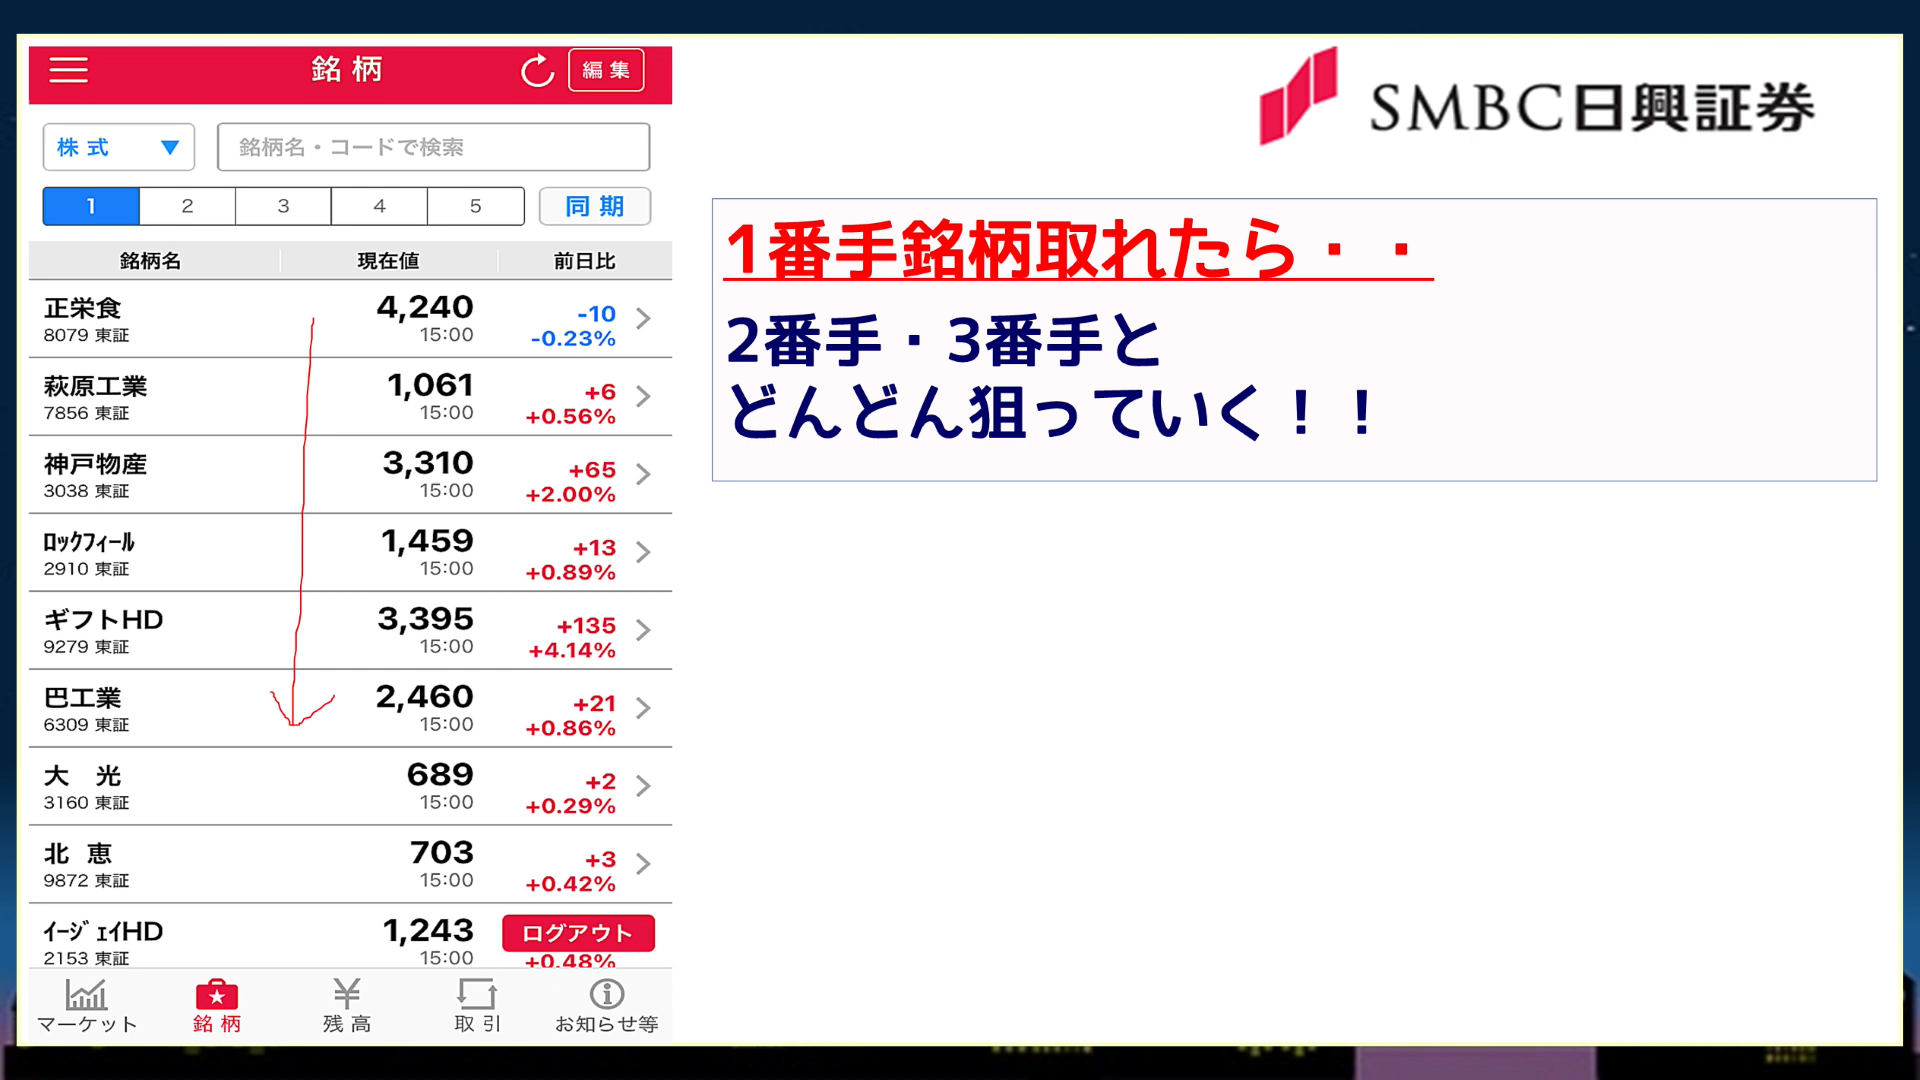 銘柄
編集
株式 ▼
銘柄名・コードで検索
1 2 3 4 5 同期
銘柄名 現在値 前日比
正栄食 4,240 -10
8079 東証 15:00 -0.23%
萩原工業 1,061 +6
7856 東証 15:00 +0.56%
神戸物産 3,310 +65
3038 東証 15:00 +2.00%
ﾛｯｸﾌｨｰﾙ 1,459 +13
2910 東証 15:00 +0.89%
ギフトHD 3,395 +135
9279 東証 15:00 +4.14%
巴工業 2,460 +21
6309 東証 15:00 +0.86%
大　光 689 +2
3160 東証 15:00 +0.29%
北　恵 703 +3
9872 東証 15:00 +0.42%
ｲｰｼﾞｪｲHD 1,243 ログアウト
2153 東証 15:00 +0.48%
マーケット 銘柄 残高 取引 お知らせ等
SMBC日興証券
1番手銘柄取れたら・・
2番手・3番手と
どんどん狙っていく！！